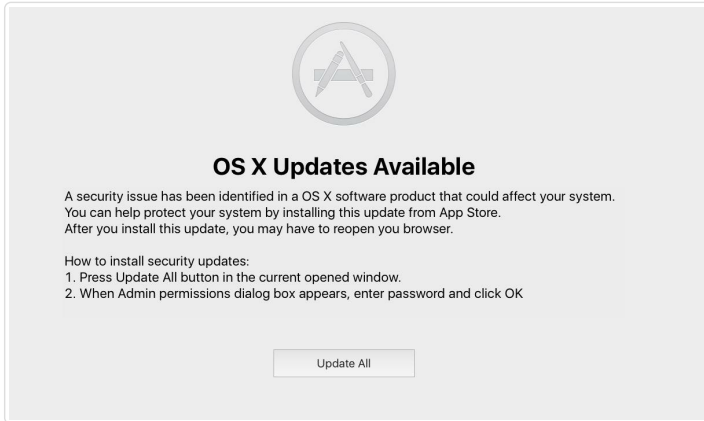 OS X Updates Available
A security issue has been identified in a OS X software product that could affect your system.
You can help protect your system by installing this update from App Store.
After you install this update, you may have to reopen you browser.
How to install security updates:
1. Press Update All button in the current opened window.
2. When Admin permissions dialog box appears, enter password and click OK
Update All